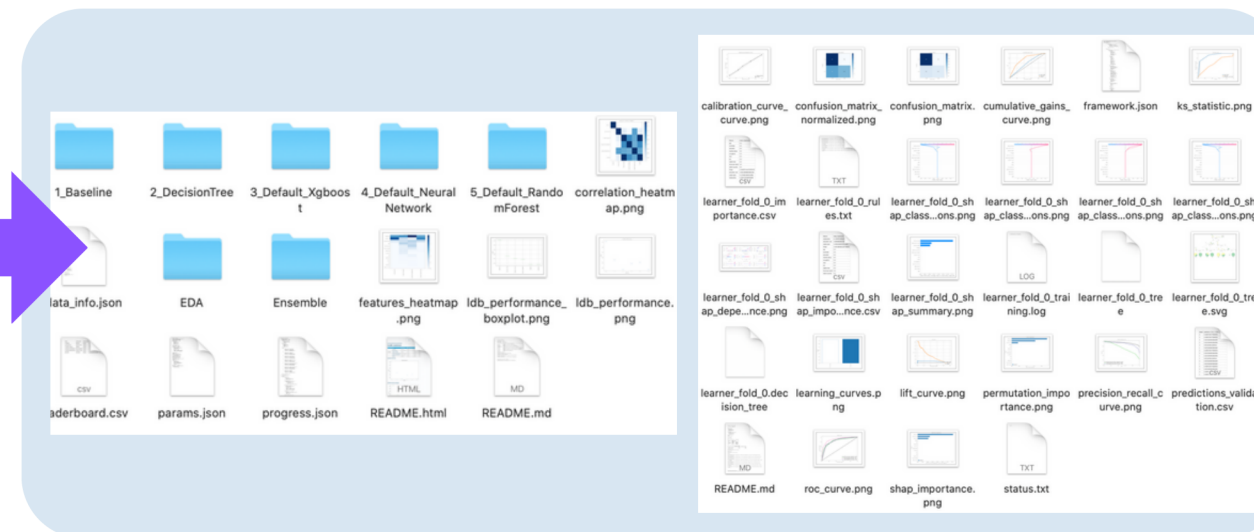 1_Baseline 2_DecisionTree 3_Default_Xgboos 4_Default_Neural 5_Default_Rando correlation_heatm
t Network mRForest ap.png
data_info.json EDA Ensemble features_heatmap ldb_performance_ ldb_performance.
.png boxplot.png png
CSV HTML MD
aderboard.csv params.json progress.json README.html README.md
calibration_curve_ confusion_matrix_ confusion_matrix. cumulative_gains_ framework.json ks_statistic.png
curve.png normalized.png png curve.png
CSV TXT
learner_fold_0_im learner_fold_0_rul learner_fold_0_sh learner_fold_0_sh learner_fold_0_sh learner_fold_0_sh
portance.csv es.txt ap_class...ons.png ap_class...ons.png ap_class...ons.png ap_class...ons.png
CSV LOG
learner_fold_0_sh learner_fold_0_sh learner_fold_0_sh learner_fold_0_trai learner_fold_0_tre learner_fold_0_tre
ap_depe...nce.png ap_impo...nce.csv ap_summary.png ning.log e e.svg
CSV
learner_fold_0.dec learning_curves.p lift_curve.png permutation_impo precision_recall_c predictions_valida
ision_tree ng rtance.png urve.png tion.csv
MD TXT
README.md roc_curve.png shap_importance. status.txt
png